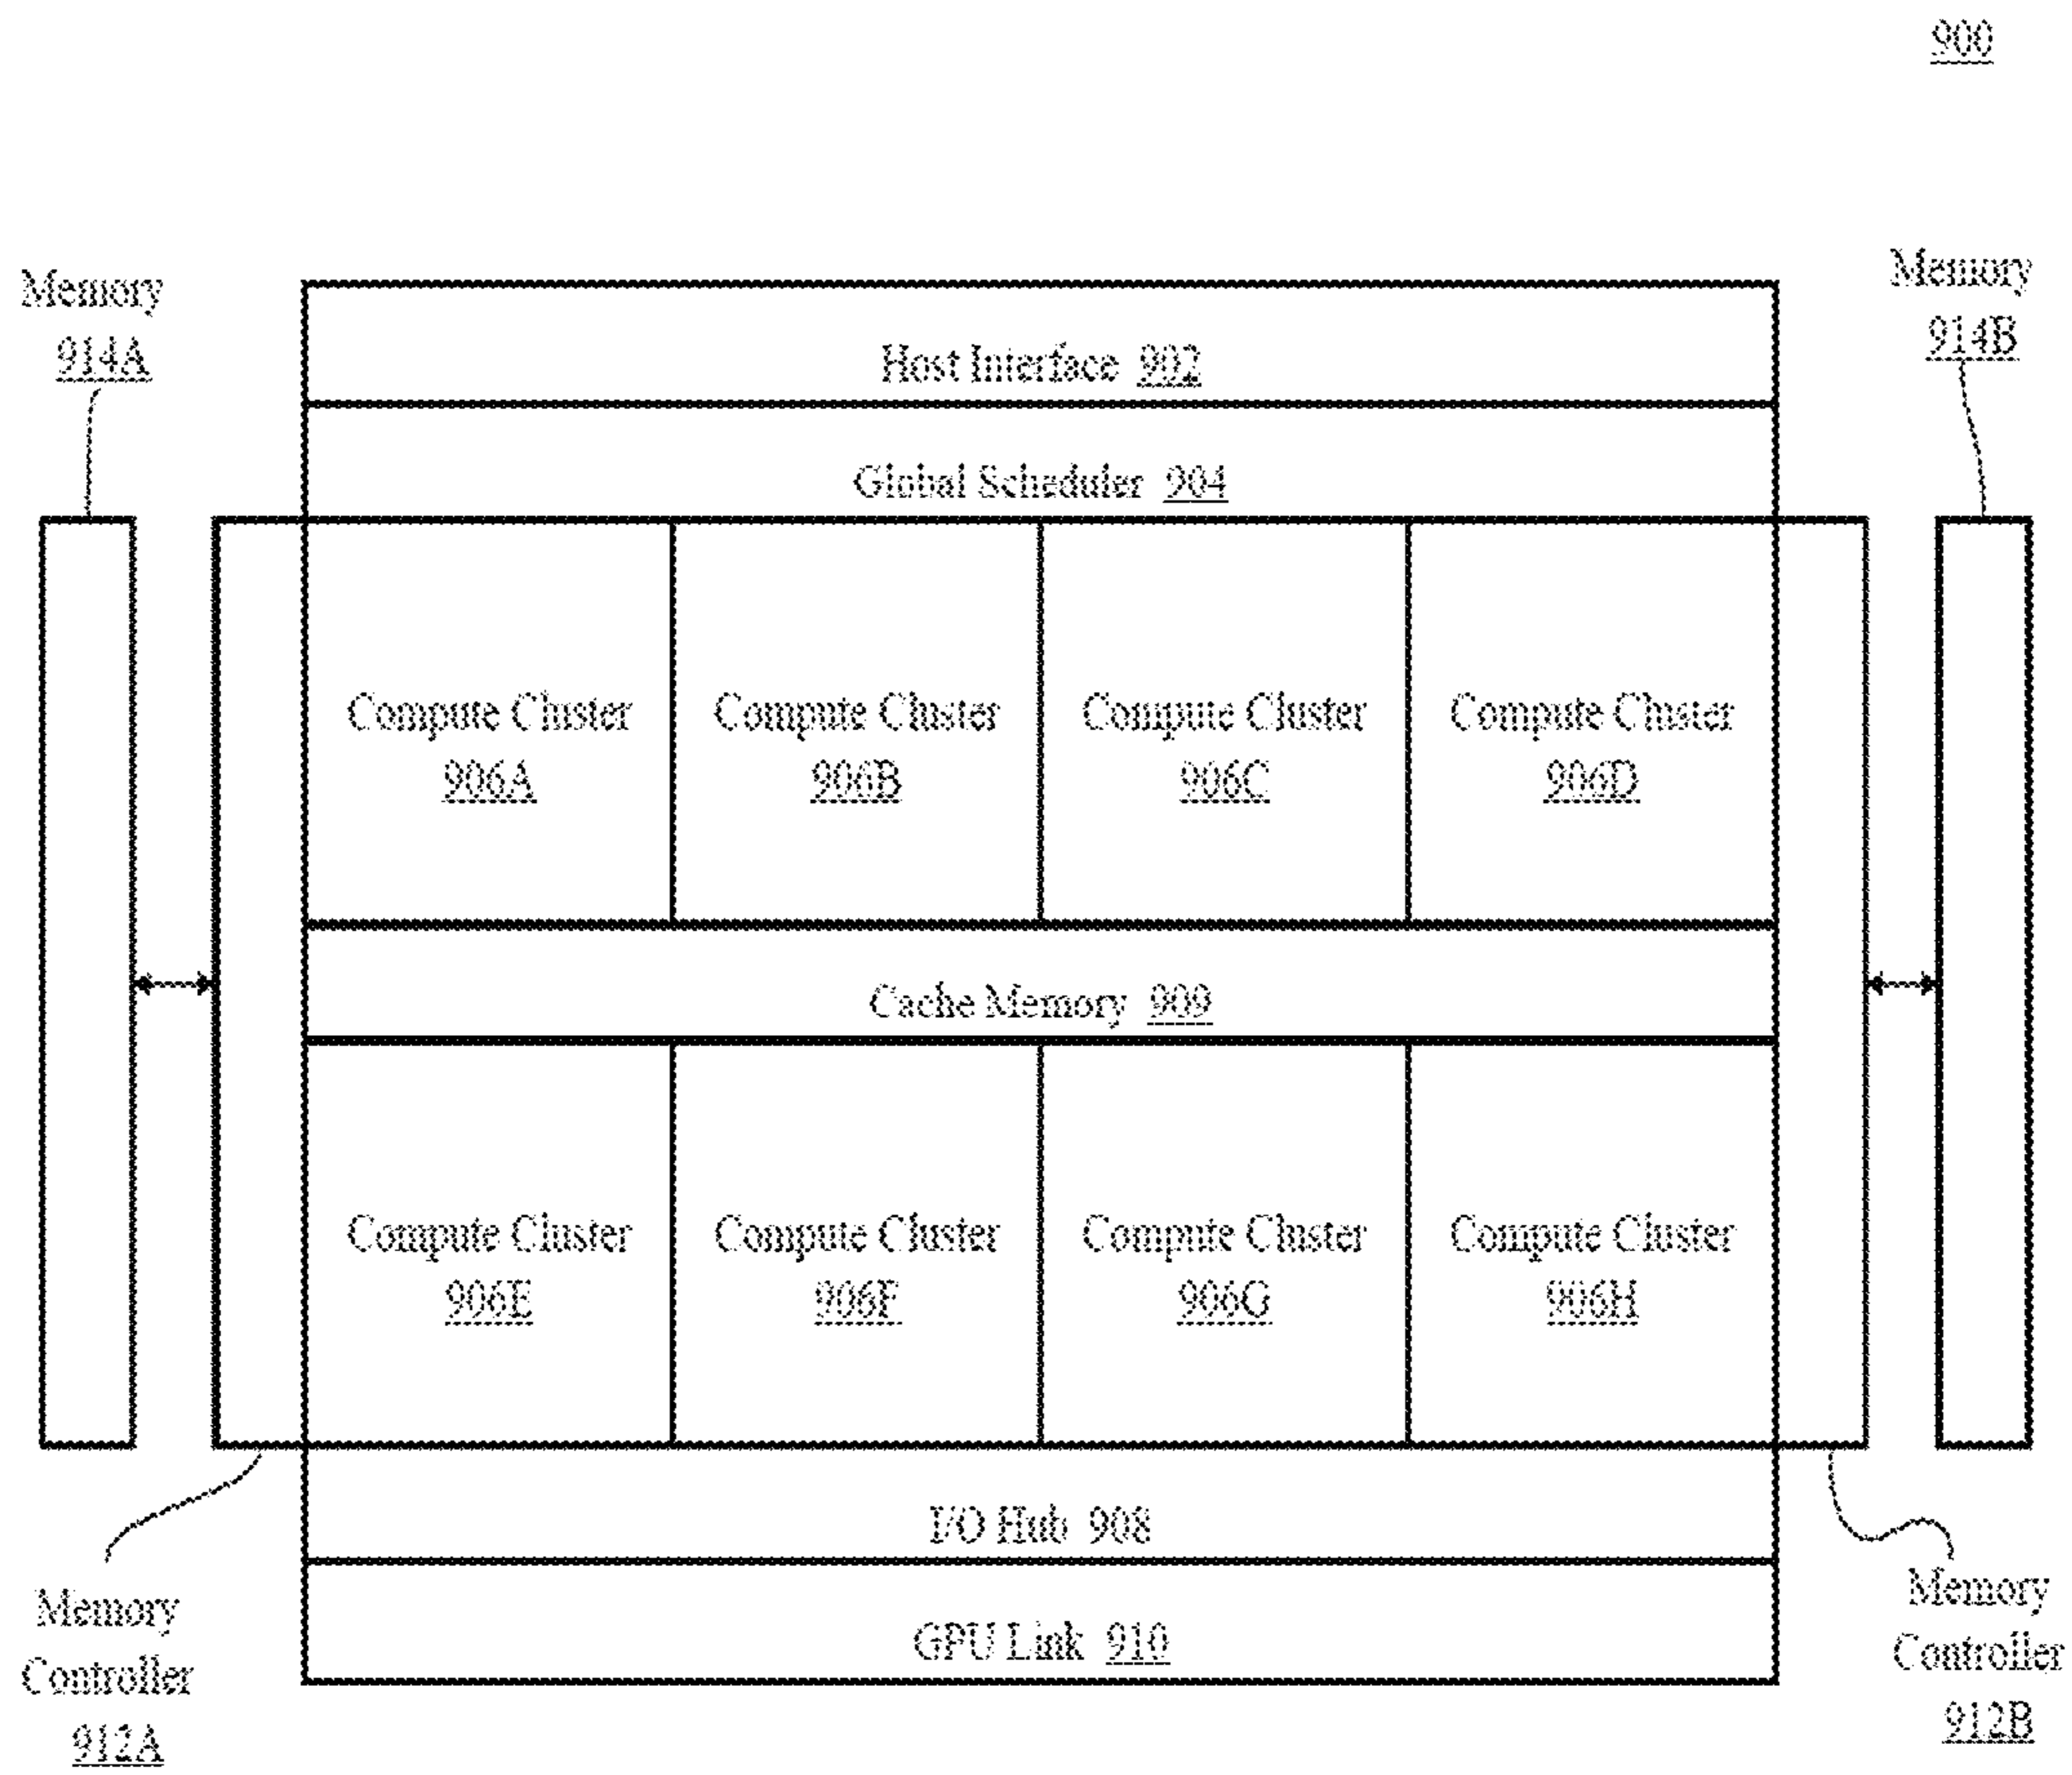 900
Memory
914A
Memory
914B
Host Interface 902
Global Scheduler 904
Compute Cluster
906A
Compute Cluster
906B
Compute Cluster
906C
Compute Cluster
906D
Cache Memory 909
Compute Cluster
906E
Compute Cluster
906F
Compute Cluster
906G
Compute Cluster
906H
I/O Hub 908
GPU Link 910
Memory
Controller
912A
Memory
Controller
912B